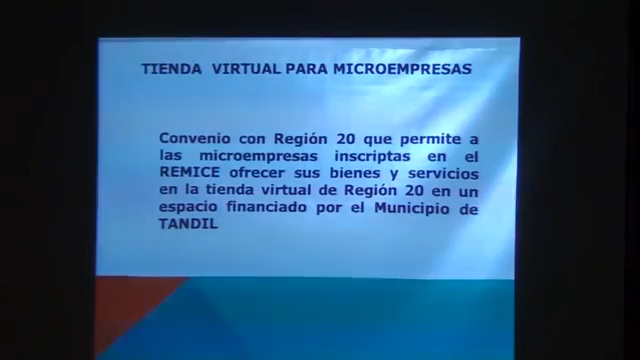 TIENDA VIRTUAL PARA MICROEMPRESAS
Convenio con Región 20 que permite a
las microempresas inscriptas en el
REMICE ofrecer sus bienes y servicios
en la tienda virtual de Región 20 en un
espacio financiado por el Municipio de
TANDIL